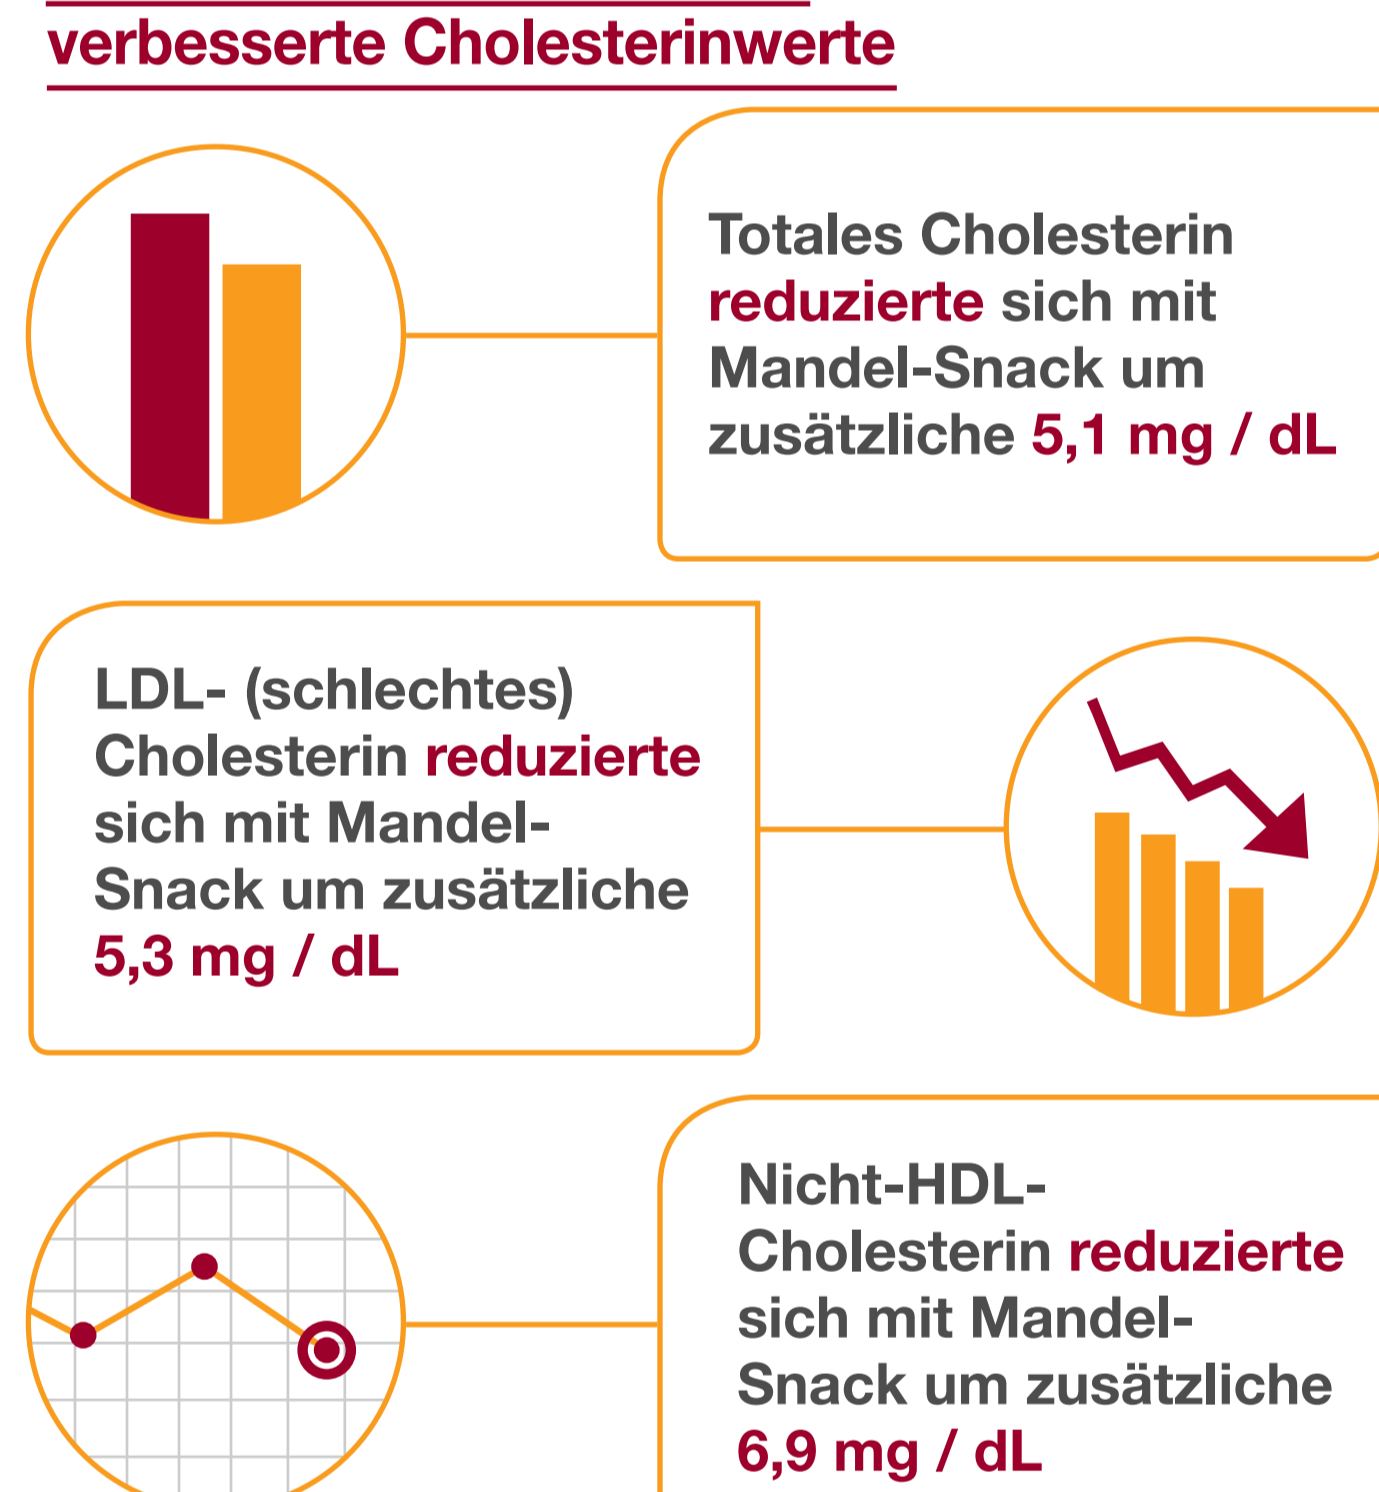 verbesserte Cholesterinwerte
Totales Cholesterin
reduzierte sich mit
Mandel-Snack um
zusätzliche 5,1 mg / dL
LDL- (schlechtes)
Cholesterin reduzierte
sich mit Mandel-
Snack um zusätzliche
5,3 mg / dL
Nicht-HDL-
Cholesterin reduzierte
sich mit Mandel-
Snack um zusätzliche
6,9 mg / dL